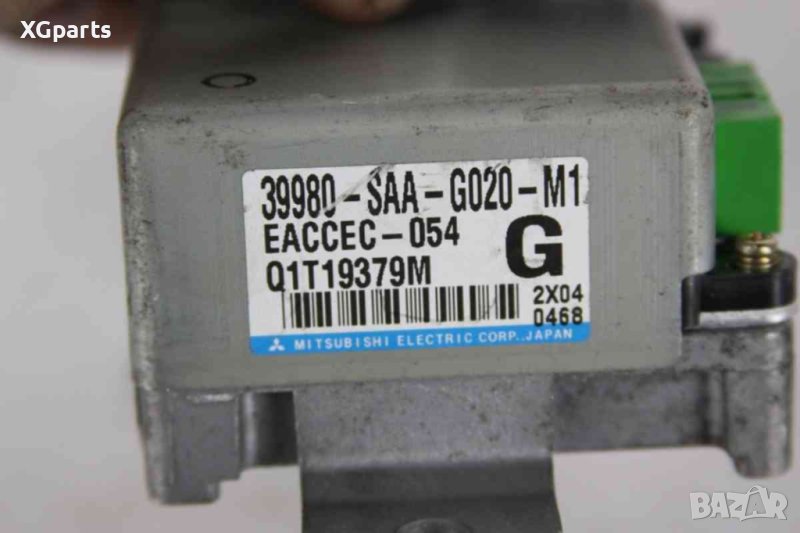 XGparts
39980-SAA-G020-M1
EACCEC-054
G
Q1T19379M
2X04
0468
MITSUBISHI ELECTRIC CORP., JAPAN
BAZAR